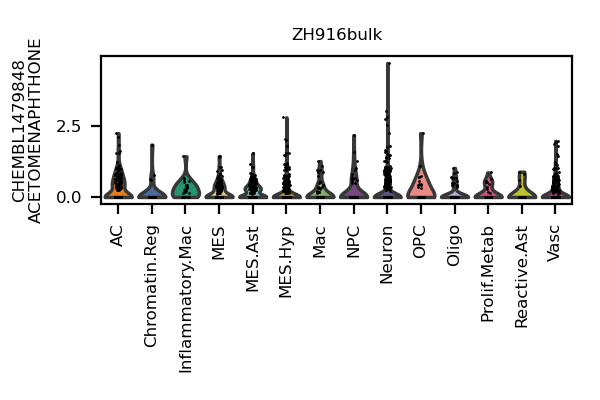 ZH916bulk
CHEMBL1479848
ACETOMENAPHTHONE
2.5
0.0
AC
Chromatin.Reg
Inflammatory.Mac
MES
MES.Ast
MES.Hyp
Mac
NPC
Neuron
OPC
Oligo
Prolif.Metab
Reactive.Ast
Vasc